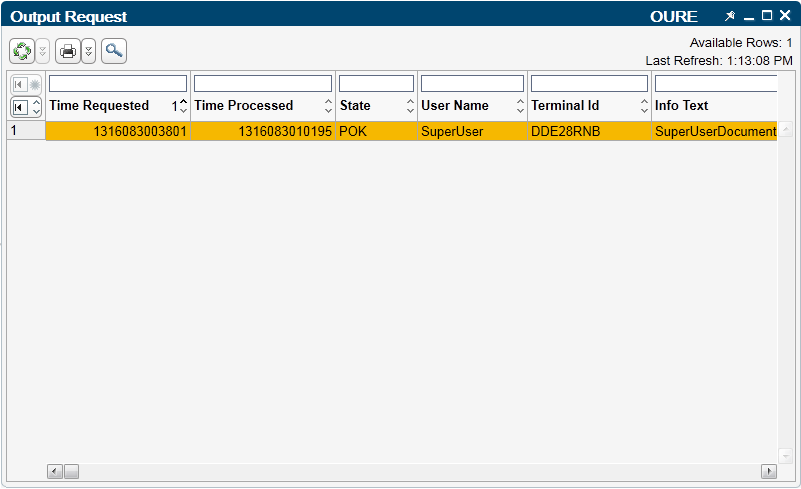 Output Request OURE
Available Rows: 1
Last Refresh: 1:13:08 PM
Time Requested 1 Time Processed State User Name Terminal Id Info Text
1 1316083003801 1316083010195 POK SuperUser DDE28RNB SuperUserDocument